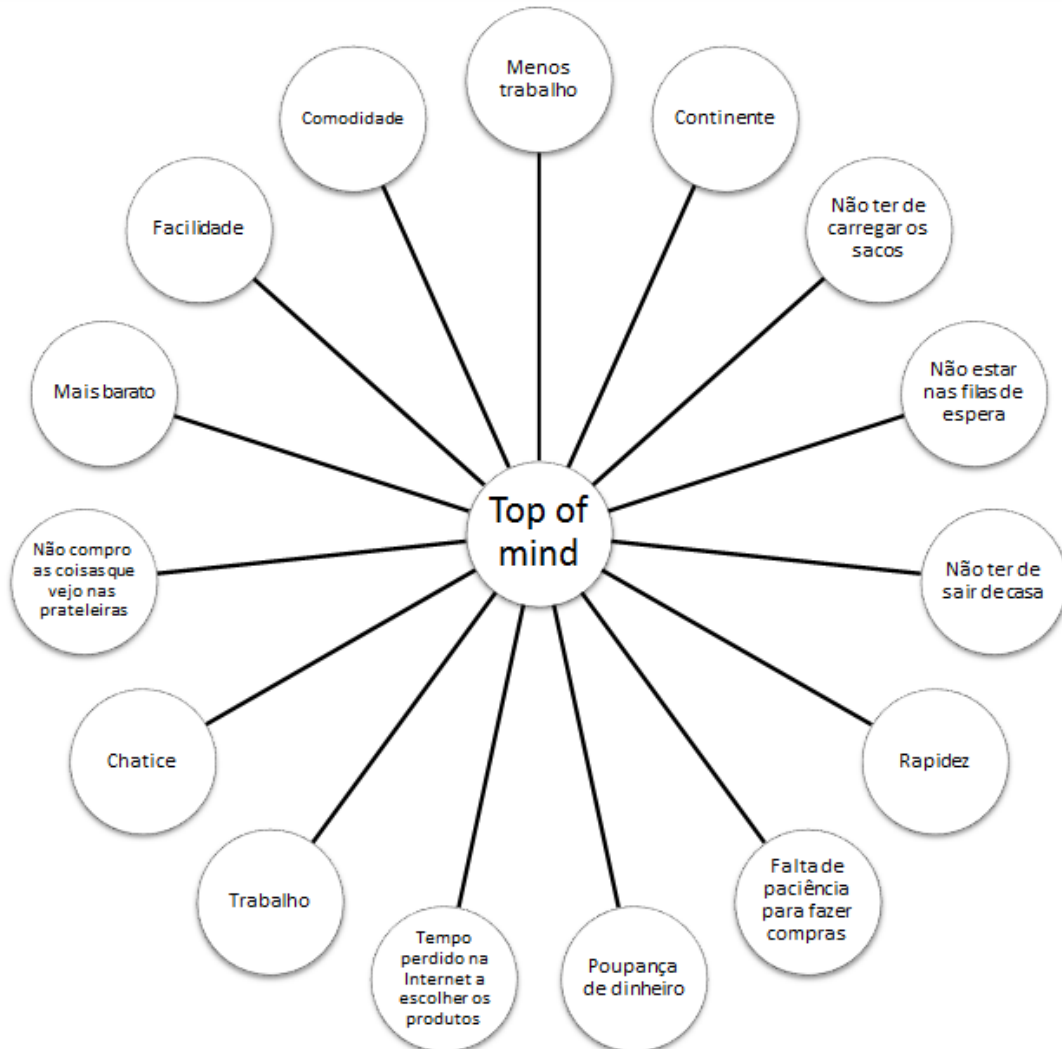 Top of
mind
Menos
trabalho
Continente
Não ter de
carregar os
sacos
Não estar
nas filas de
espera
Não ter de
sair de casa
Rapidez
Falta de
paciência
para fazer
compras
Poupança
de dinheiro
Tempo
perdido na
Internet a
escolher os
produtos
Trabalho
Chatice
Não compro
as coisas que
vejo nas
prateleiras
Mais barato
Facilidade
Comodidade